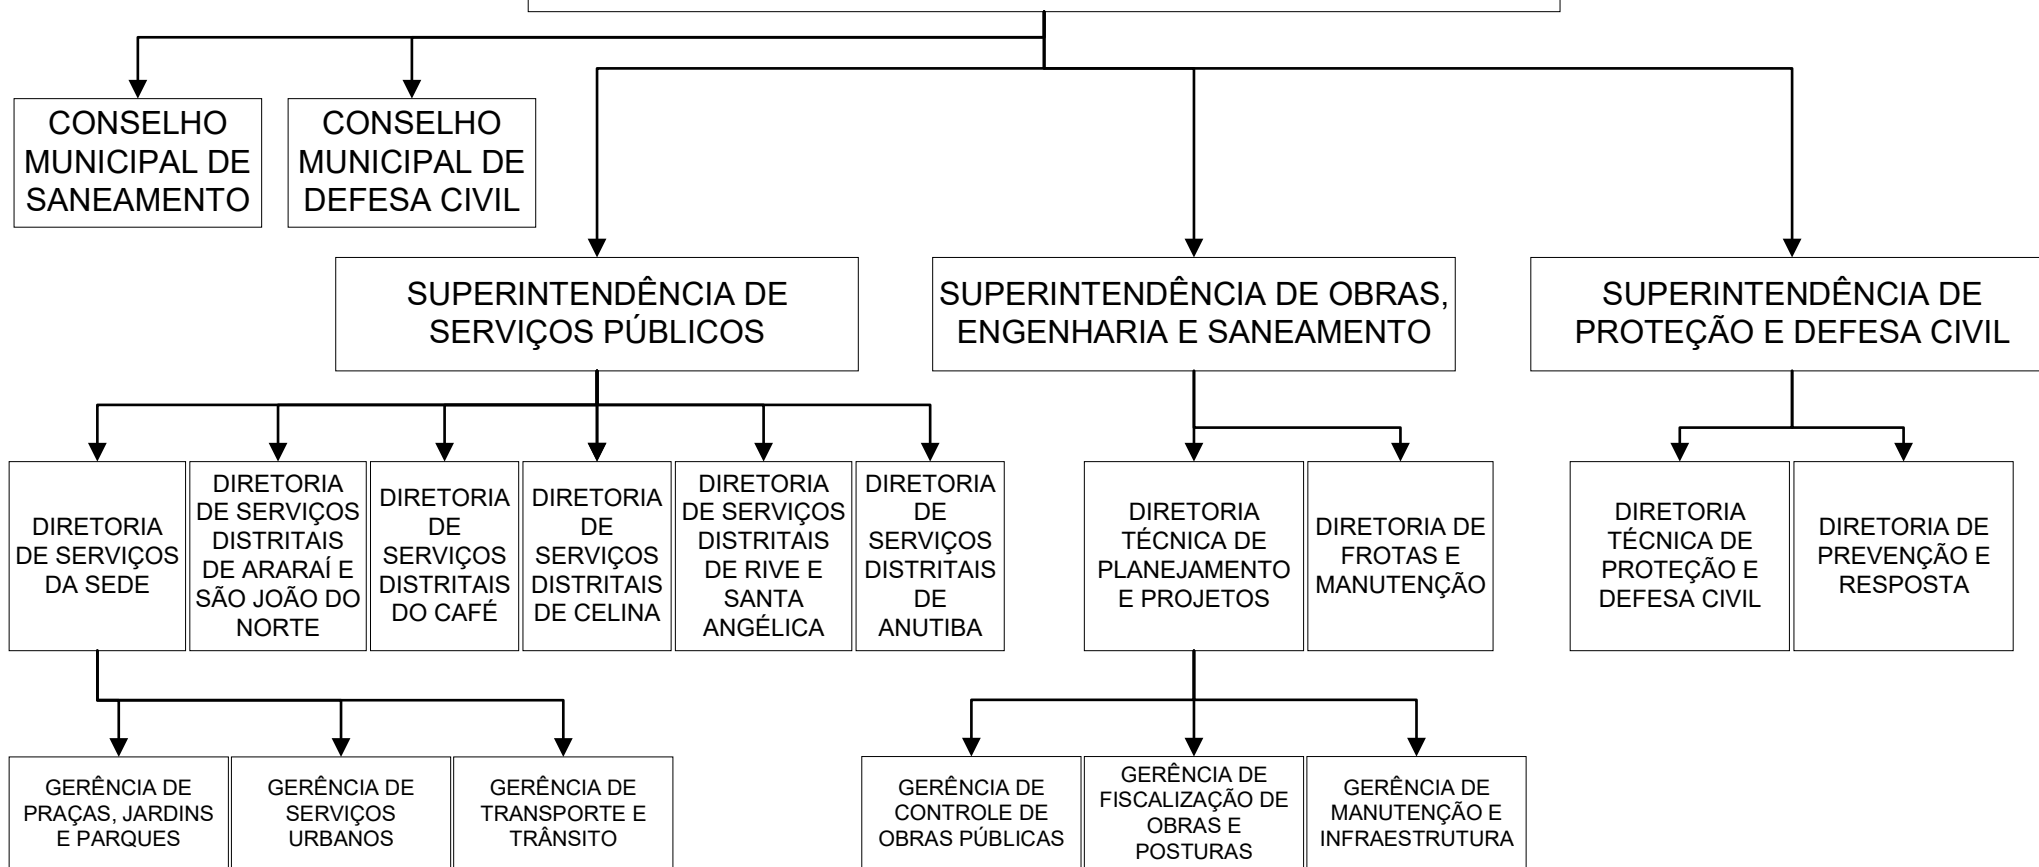 CONSELHO
MUNICIPAL DE
SANEAMENTO
CONSELHO
MUNICIPAL DE
DEFESA CIVIL
SUPERINTENDÊNCIA DE
SERVIÇOS PÚBLICOS
SUPERINTENDÊNCIA DE OBRAS,
ENGENHARIA E SANEAMENTO
SUPERINTENDÊNCIA DE
PROTEÇÃO E DEFESA CIVIL
DIRETORIA
DE SERVIÇOS
DA SEDE
DIRETORIA
DE SERVIÇOS
DISTRITAIS
DE ARARAÍ E
SÃO JOÃO DO
NORTE
DIRETORIA
DE
SERVIÇOS
DISTRITAIS
DO CAFÉ
DIRETORIA
DE
SERVIÇOS
DISTRITAIS
DE CELINA
DIRETORIA
DE SERVIÇOS
DISTRITAIS
DE RIVE E
SANTA
ANGÉLICA
DIRETORIA
DE
SERVIÇOS
DISTRITAIS
DE
ANUTIBA
DIRETORIA
TÉCNICA DE
PLANEJAMENTO
E PROJETOS
DIRETORIA DE
FROTAS E
MANUTENÇÃO
DIRETORIA
TÉCNICA DE
PROTEÇÃO E
DEFESA CIVIL
DIRETORIA DE
PREVENÇÃO E
RESPOSTA
GERÊNCIA DE
PRAÇAS, JARDINS
E PARQUES
GERÊNCIA DE
SERVIÇOS
URBANOS
GERÊNCIA DE
TRANSPORTE E
TRÂNSITO
GERÊNCIA DE
CONTROLE DE
OBRAS PÚBLICAS
GERÊNCIA DE
FISCALIZAÇÃO DE
OBRAS E
POSTURAS
GERÊNCIA DE
MANUTENÇÃO E
INFRAESTRUTURA